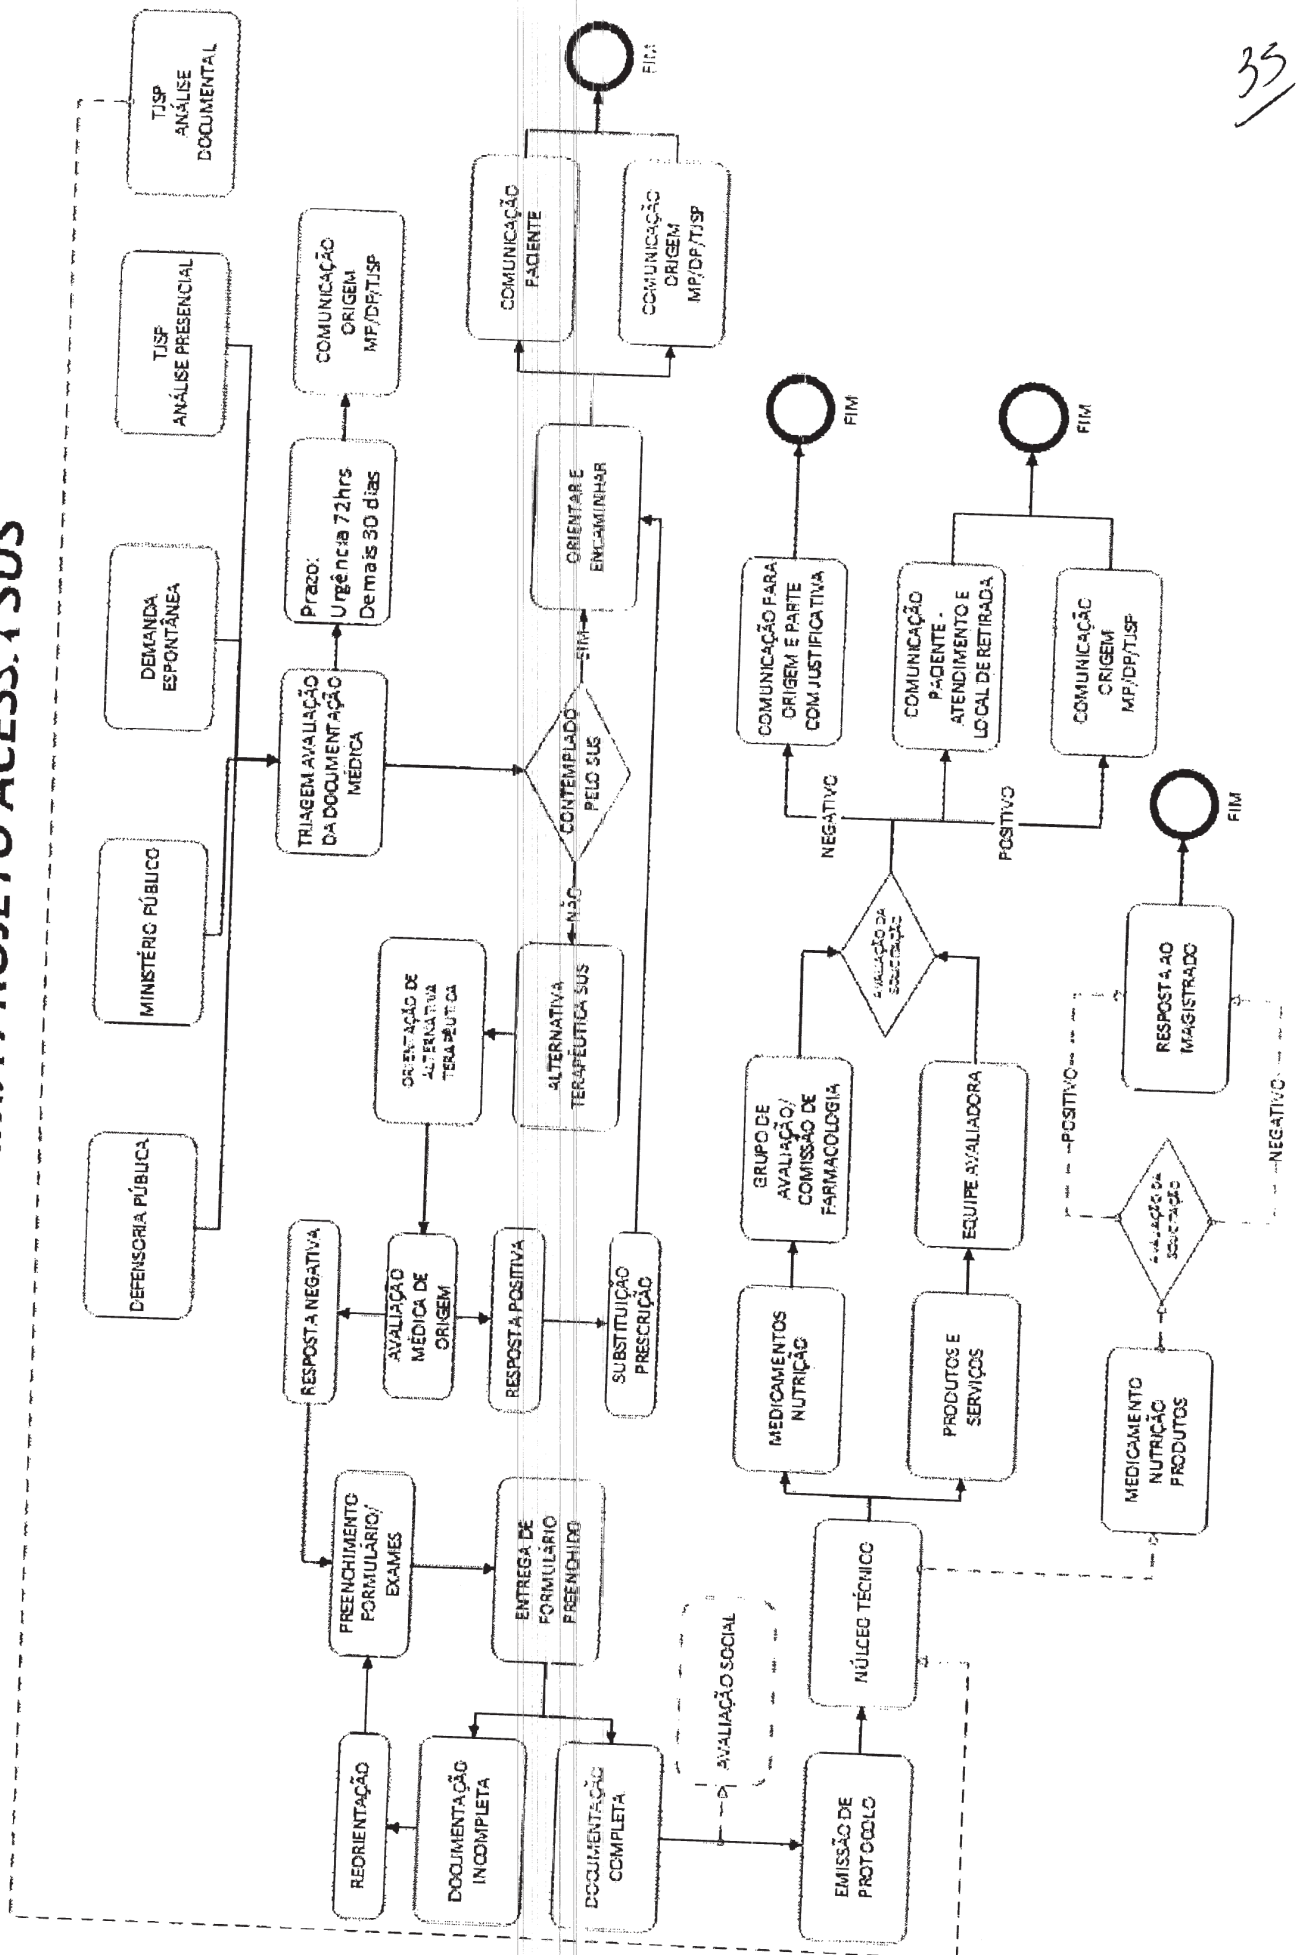 ACESSA SUS
35
DEFENSORIA PÚBLICA
MINISTÉRIO PÚBLICO
DEMANDA
ESPONTÂNEA
TJSP
ANÁLISE PRESENCIAL
TJSP
ANÁLISE
DOCUMENTAL
TRIAGEM AVALIAÇÃO
DA DOCUMENTAÇÃO
MÉDICA
Prazo:
Urgência 72hrs
Demais 30 dias
COMUNICAÇÃO
ORIGEM
MP/DP/TJSP
RESPOSTA NEGATIVA
AVALIAÇÃO
MÉDICA DE
ORIGEM
RESPOSTA POSITIVA
SUBSTITUIÇÃO
PRESCRIÇÃO
ORIENTAÇÃO DE
ALTERNATIVA
TERAPÊUTICA
ALTERNATIVA
TERAPÊUTICA SUS
NÃO
CONTEMPLADO
PELO SUS
SIM
ORIENTAR E
ENCAMINHAR
COMUNICAÇÃO
PACIENTE
COMUNICAÇÃO
ORIGEM
MP/DP/TJSP
FIM
REORIENTAÇÃO
PREENCHIMENTO
FORMULÁRIO/
EXAMES
DOCUMENTAÇÃO
INCOMPLETA
ENTREGA DE
FORMULÁRIO
PREENCHIDO
DOCUMENTAÇÃO
COMPLETA
AVALIAÇÃO SOCIAL
EMISSÃO DE
PROTOCOLO
NÚLCEO TÉCNICO
MEDICAMENTOS
NUTRIÇÃO
GRUPO DE
AVALIAÇÃO/
COMISSÃO DE
FARMACOLOGIA
PRODUTOS E
SERVIÇOS
EQUIPE AVALIADORA
AVALIAÇÃO DA
SOLICITAÇÃO
NEGATIVO
POSITIVO
COMUNICAÇÃO PARA
ORIGEM E PARTE
COM JUSTIFICATIVA
FIM
COMUNICAÇÃO
PACIENTE -
ATENDIMENTO E
LOCAL DE RETIRADA
COMUNICAÇÃO
ORIGEM
MP/DP/TJSP
FIM
MEDICAMENTO
NUTRIÇÃO
PRODUTOS
AVALIAÇÃO DA
SOLICITAÇÃO
POSITIVO
NEGATIVO
RESPOSTA AO
MAGISTRADO
FIM